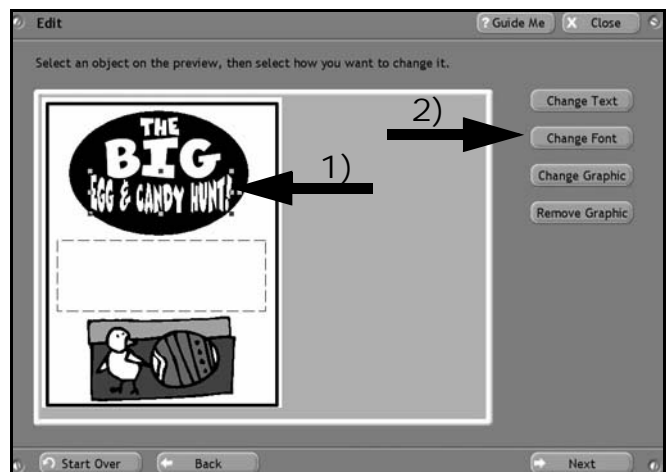 Edit
? Guide Me
X Close
Select an object on the preview, then select how you want to change it.
THE
BIG
EGG & CANDY HUNT!
1)
2)
Change Text
Change Font
Change Graphic
Remove Graphic
Start Over
Back
Next